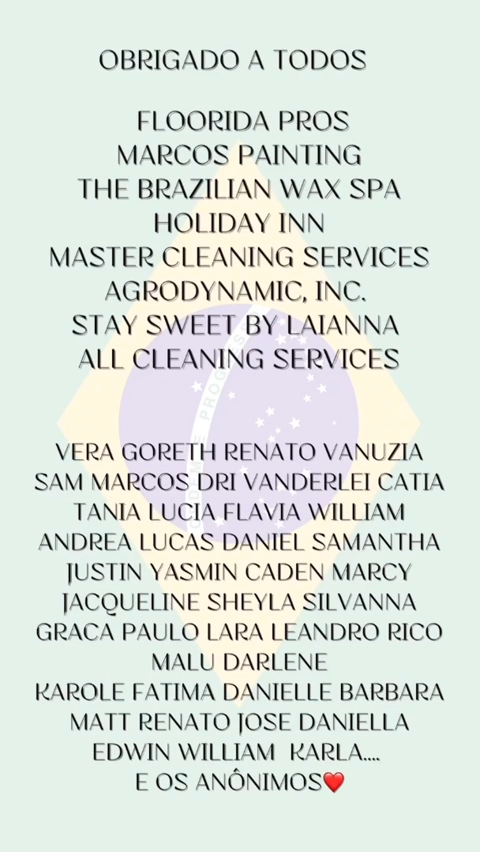 OBRIGADO A TODOS
FLOORIDA PROS
MARCOS PAINTING
THE BRAZILIAN WAX SPA
HOLIDAY INN
MASTER CLEANING SERVICES
AGRODYNAMIC, INC.
STAY SWEET BY LAIANNA
ALL CLEANING SERVICES
VERA GORETH RENATO VANUZIA
SAM MARCOS DRI VANDERLEI CATIA
TANIA LUCIA FLAVIA WILLIAM
ANDREA LUCAS DANIEL SAMANTHA
JUSTIN YASMIN CADEN MARCY
JACQUELINE SHEYLA SILVANNA
GRACA PAULO LARA LEANDRO RICO
MALU DARLENE
KAROLE FATIMA DANIELLE BARBARA
MATT RENATO JOSE DANIELLA
EDWIN WILLIAM KARLA....
E OS ANÔNIMOS❤️